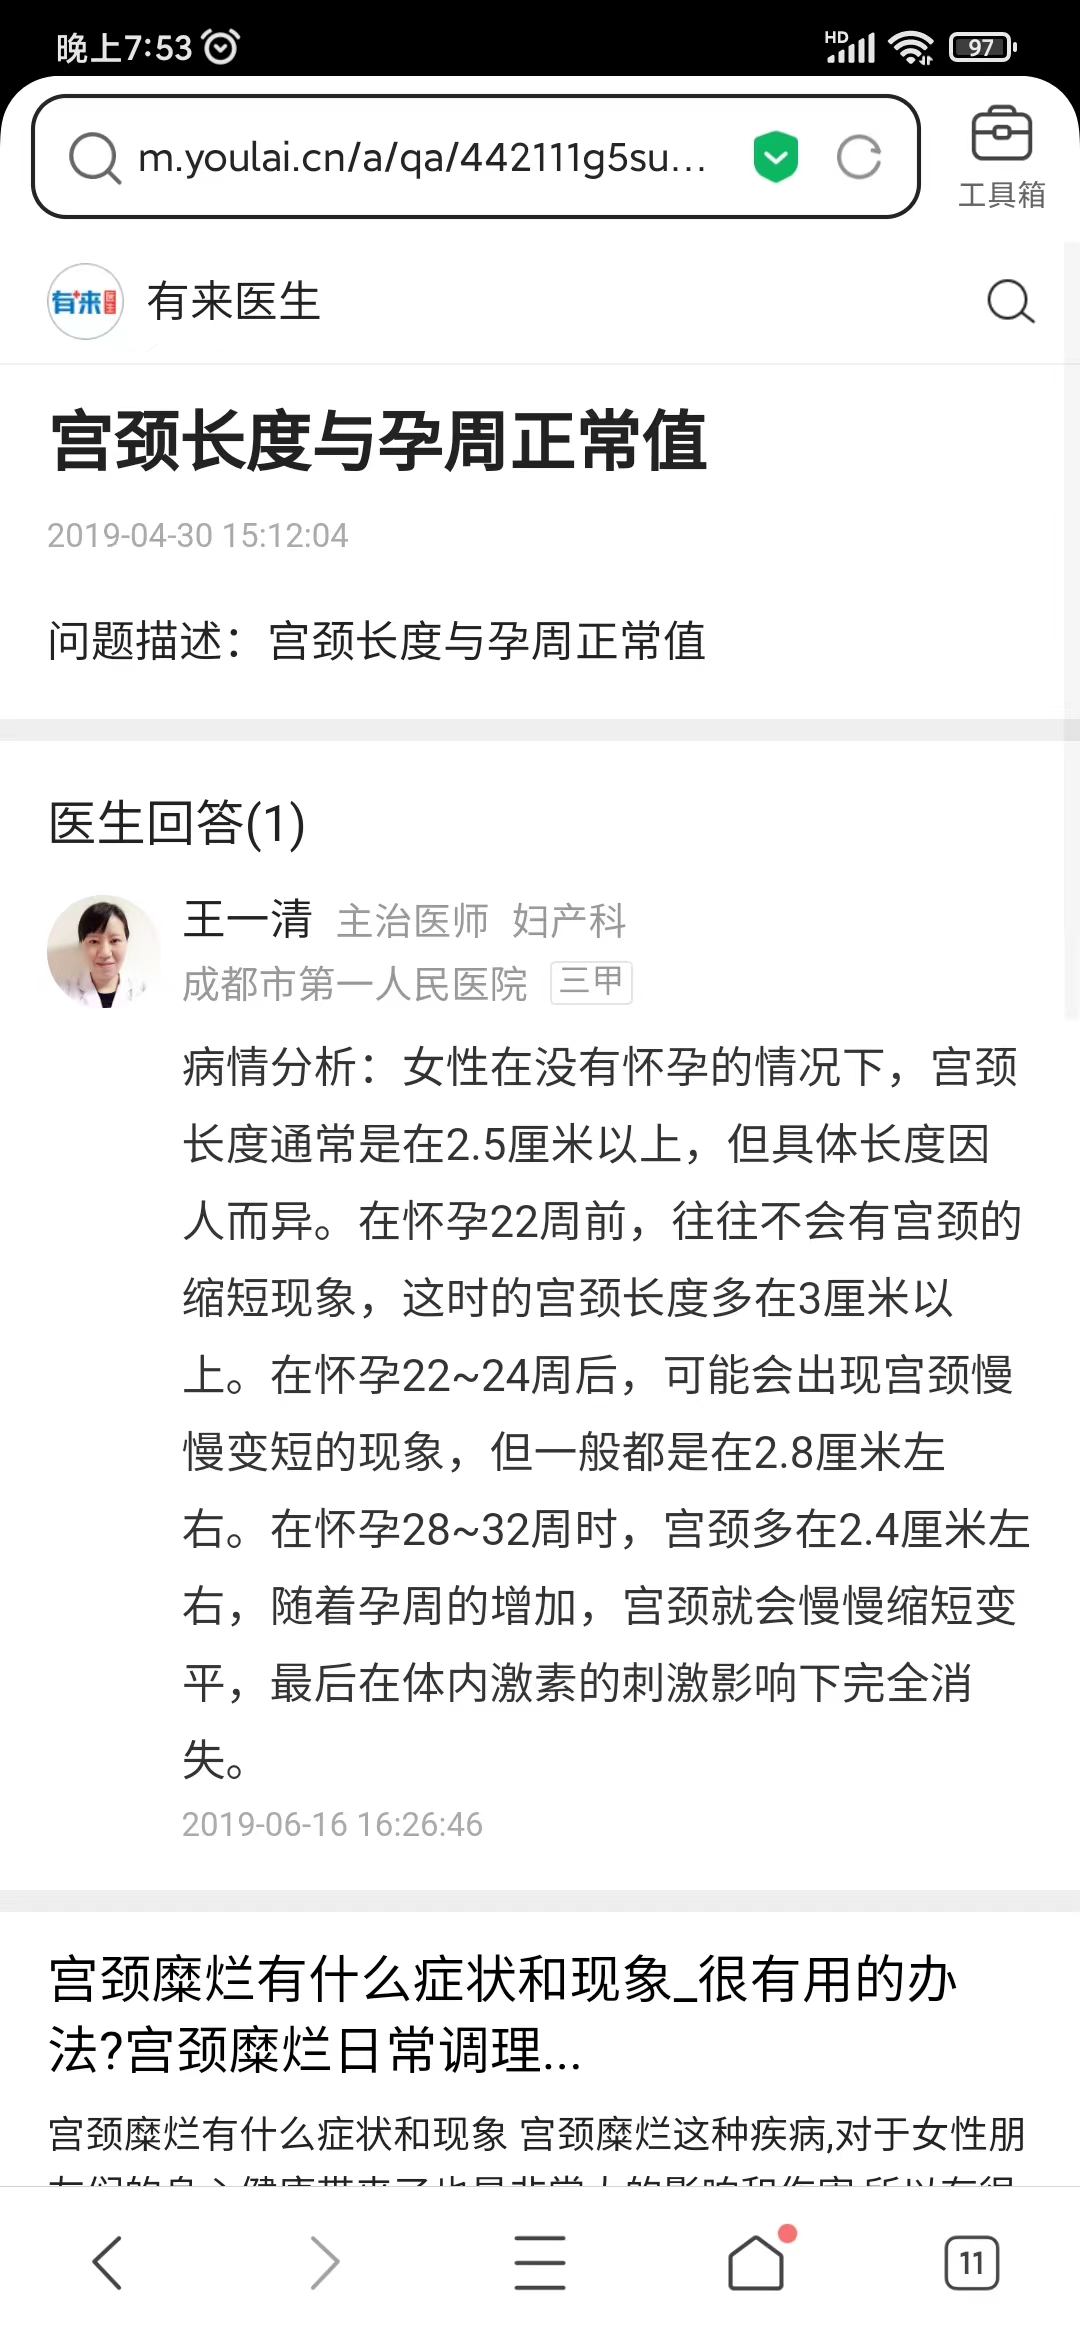 晚上7:53
HD
97
m.youlai.cn/a/qa/442111g5su...
工具箱
有来医生
有来医生
宫颈长度与孕周正常值
2019-04-30 15:12:04
问题描述：宫颈长度与孕周正常值
医生回答(1)
王一清 主治医师 妇产科
成都市第一人民医院 三甲
病情分析：女性在没有怀孕的情况下，宫颈
长度通常是在2.5厘米以上，但具体长度因
人而异。在怀孕22周前，往往不会有宫颈的
缩短现象，这时的宫颈长度多在3厘米以
上。在怀孕22~24周后，可能会出现宫颈慢
慢变短的现象，但一般都是在2.8厘米左
右。在怀孕28~32周时，宫颈多在2.4厘米左
右，随着孕周的增加，宫颈就会慢慢缩短变
平，最后在体内激素的刺激影响下完全消
失。
2019-06-16 16:26:46
宫颈糜烂有什么症状和现象_很有用的办
法?宫颈糜烂日常调理...
宫颈糜烂有什么症状和现象 宫颈糜烂这种疾病,对于女性朋
11